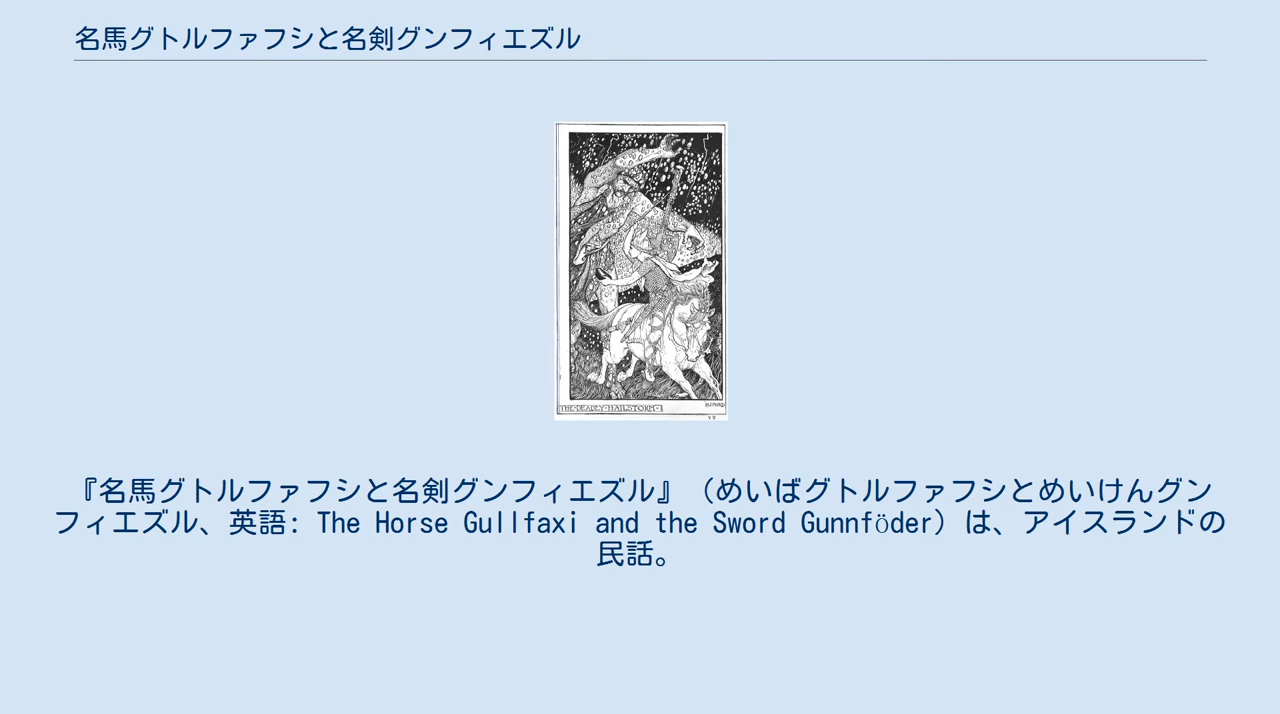 名馬グトルファフシと名剣グンフィエズル
THE·DEADLY·HAILSTORM
H·J·FORD
『名馬グトルファフシと名剣グンフィエズル』（めいばグトルファフシとめいけんグン
フィエズル、英語: The Horse Gullfaxi and the Sword Gunnföder）は、アイスランドの
民話。